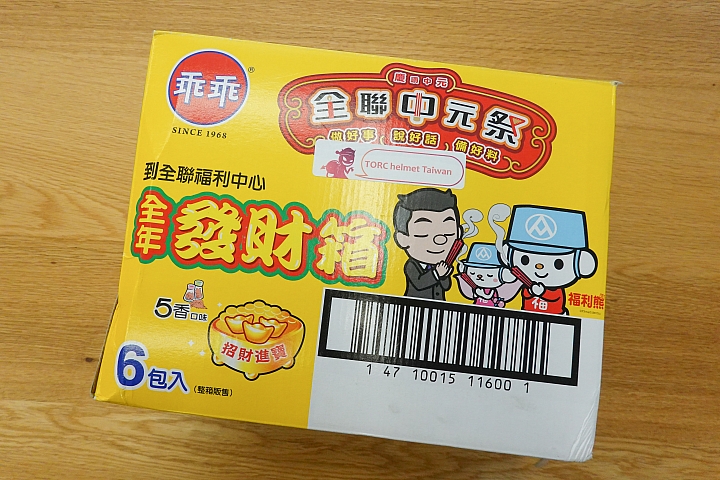 乖乖®
SINCE 1968
慶讚中元
全聯中元祭
做好事 說好話 備好料
TORC helmet Taiwan
到全聯福利中心
全年
發財箱
5香口味
招財進寶
6包入 (整箱販售)
福
福利熊
1 47 10015 11600 1